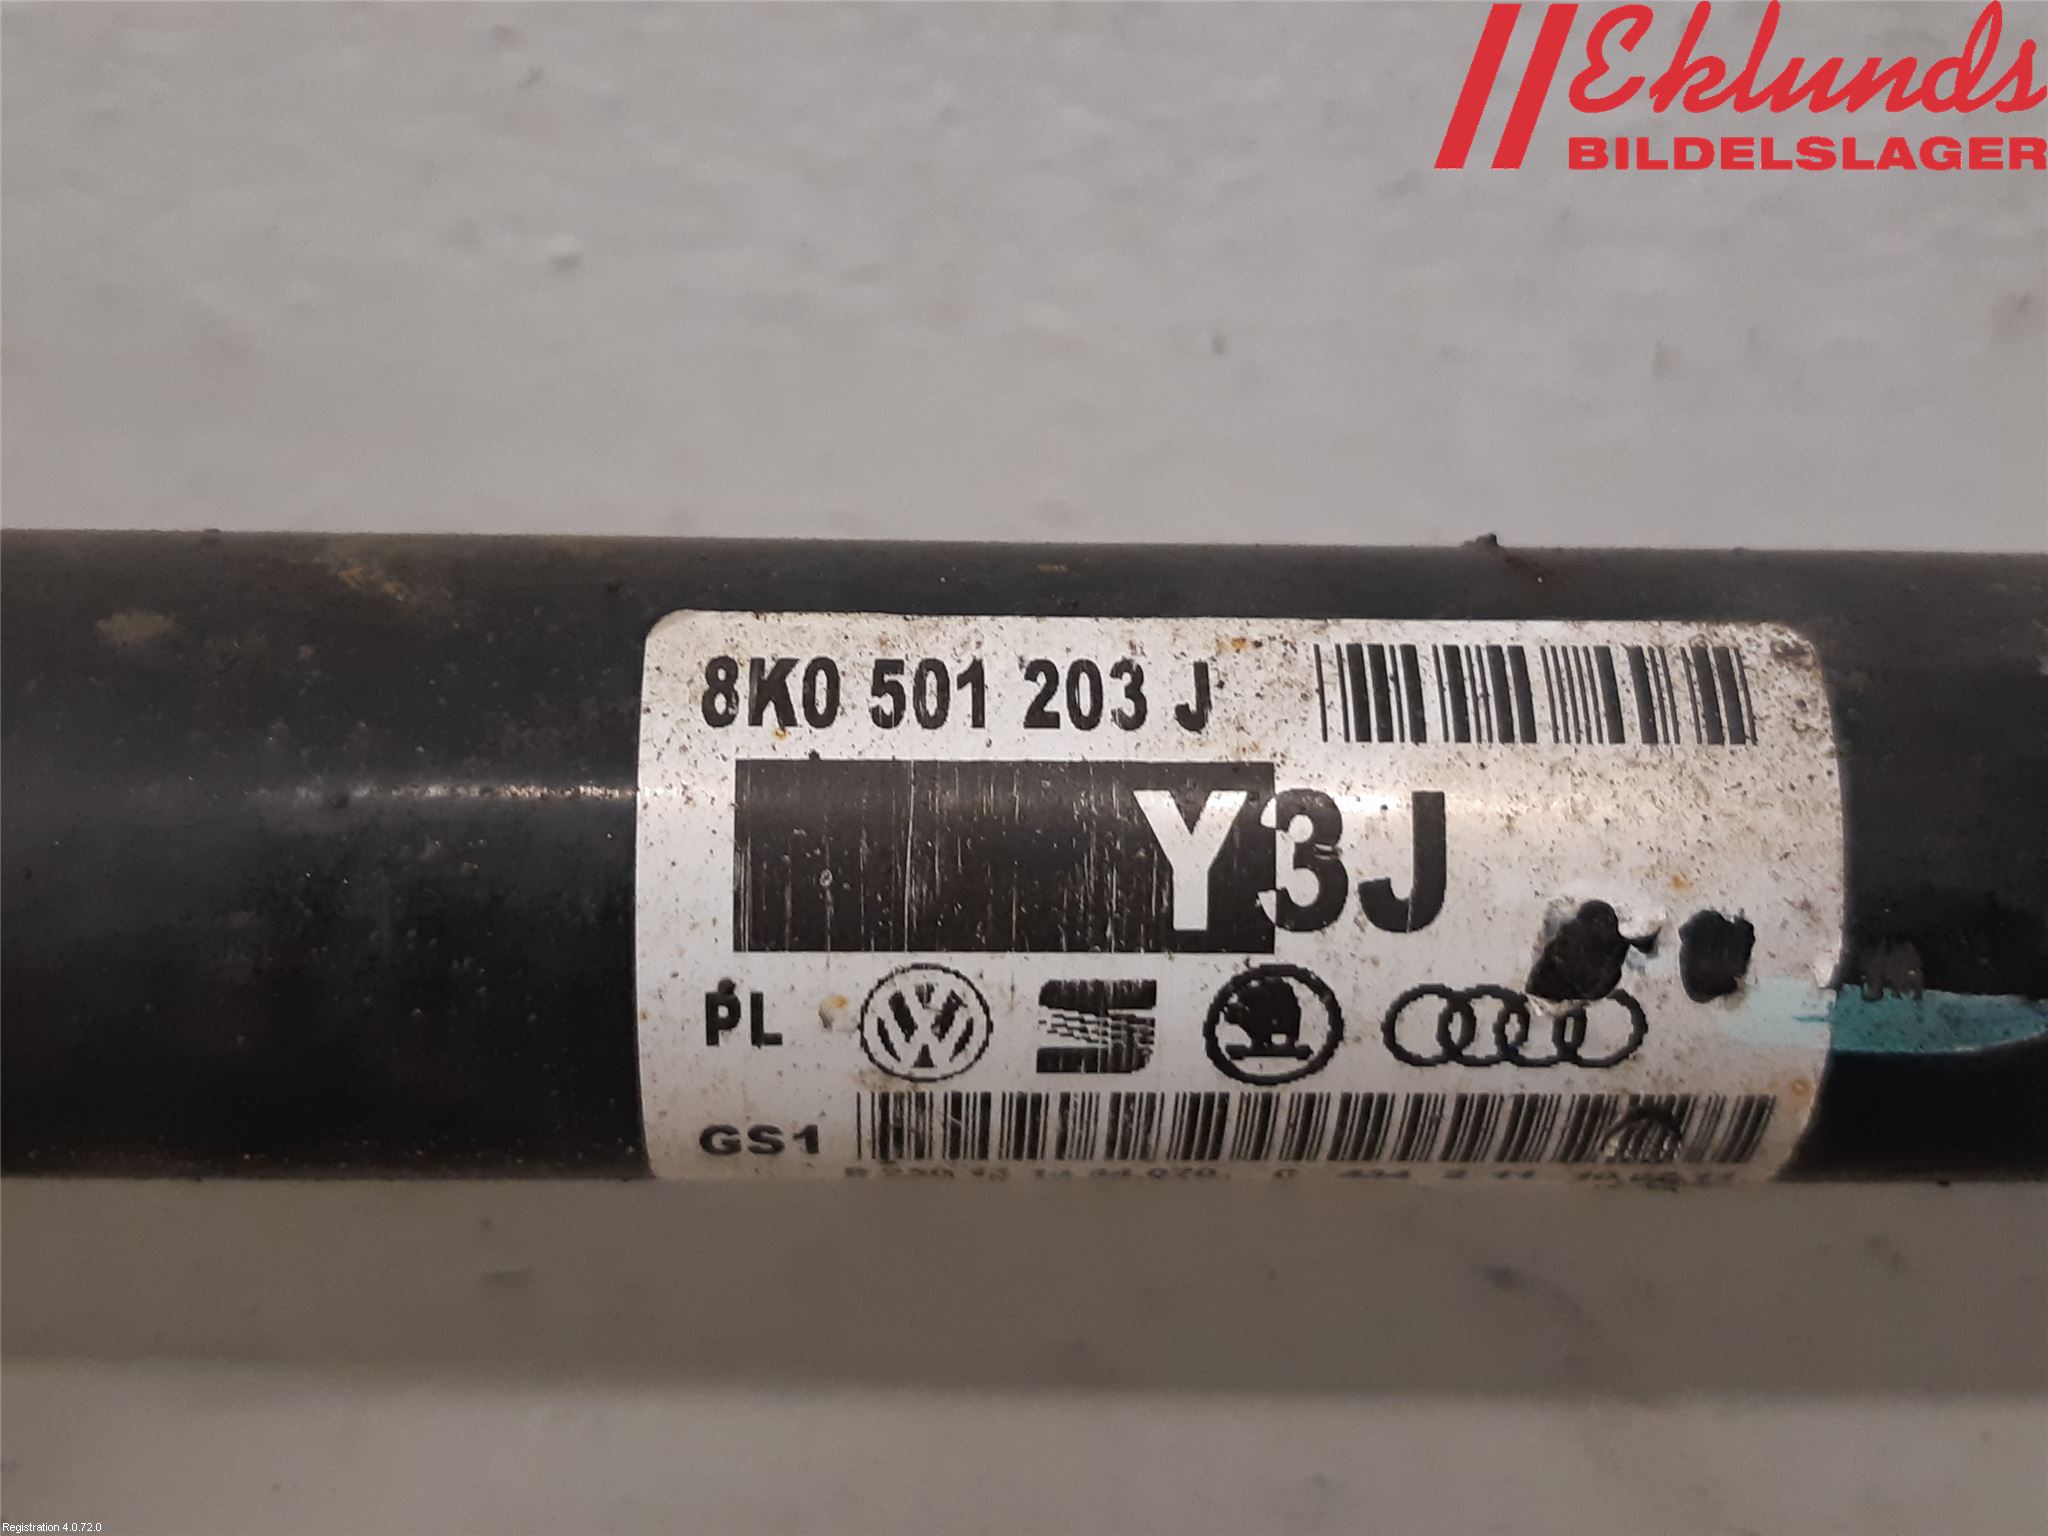 Eklunds
BILDELSLAGER
8K0 501 203 J
Y3J
PL
GS1
Registration 4.0.72.0